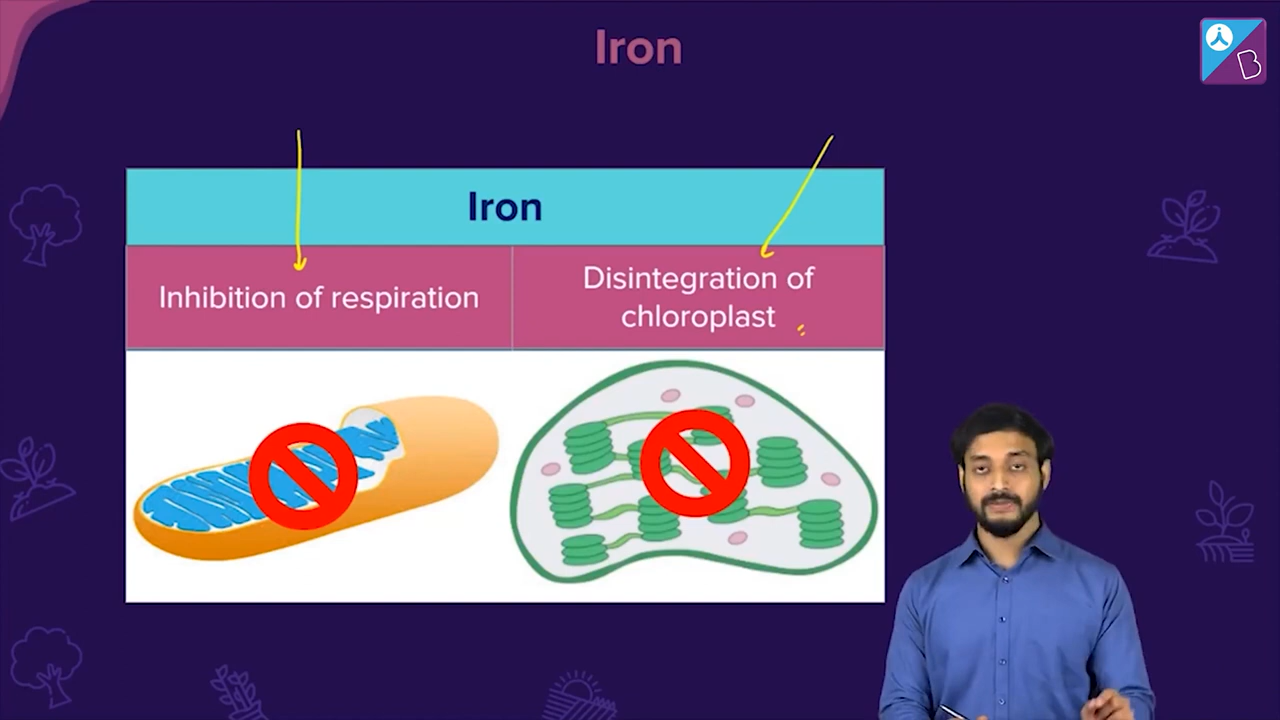 Iron
Iron
Inhibition of respiration
Disintegration of
chloroplast